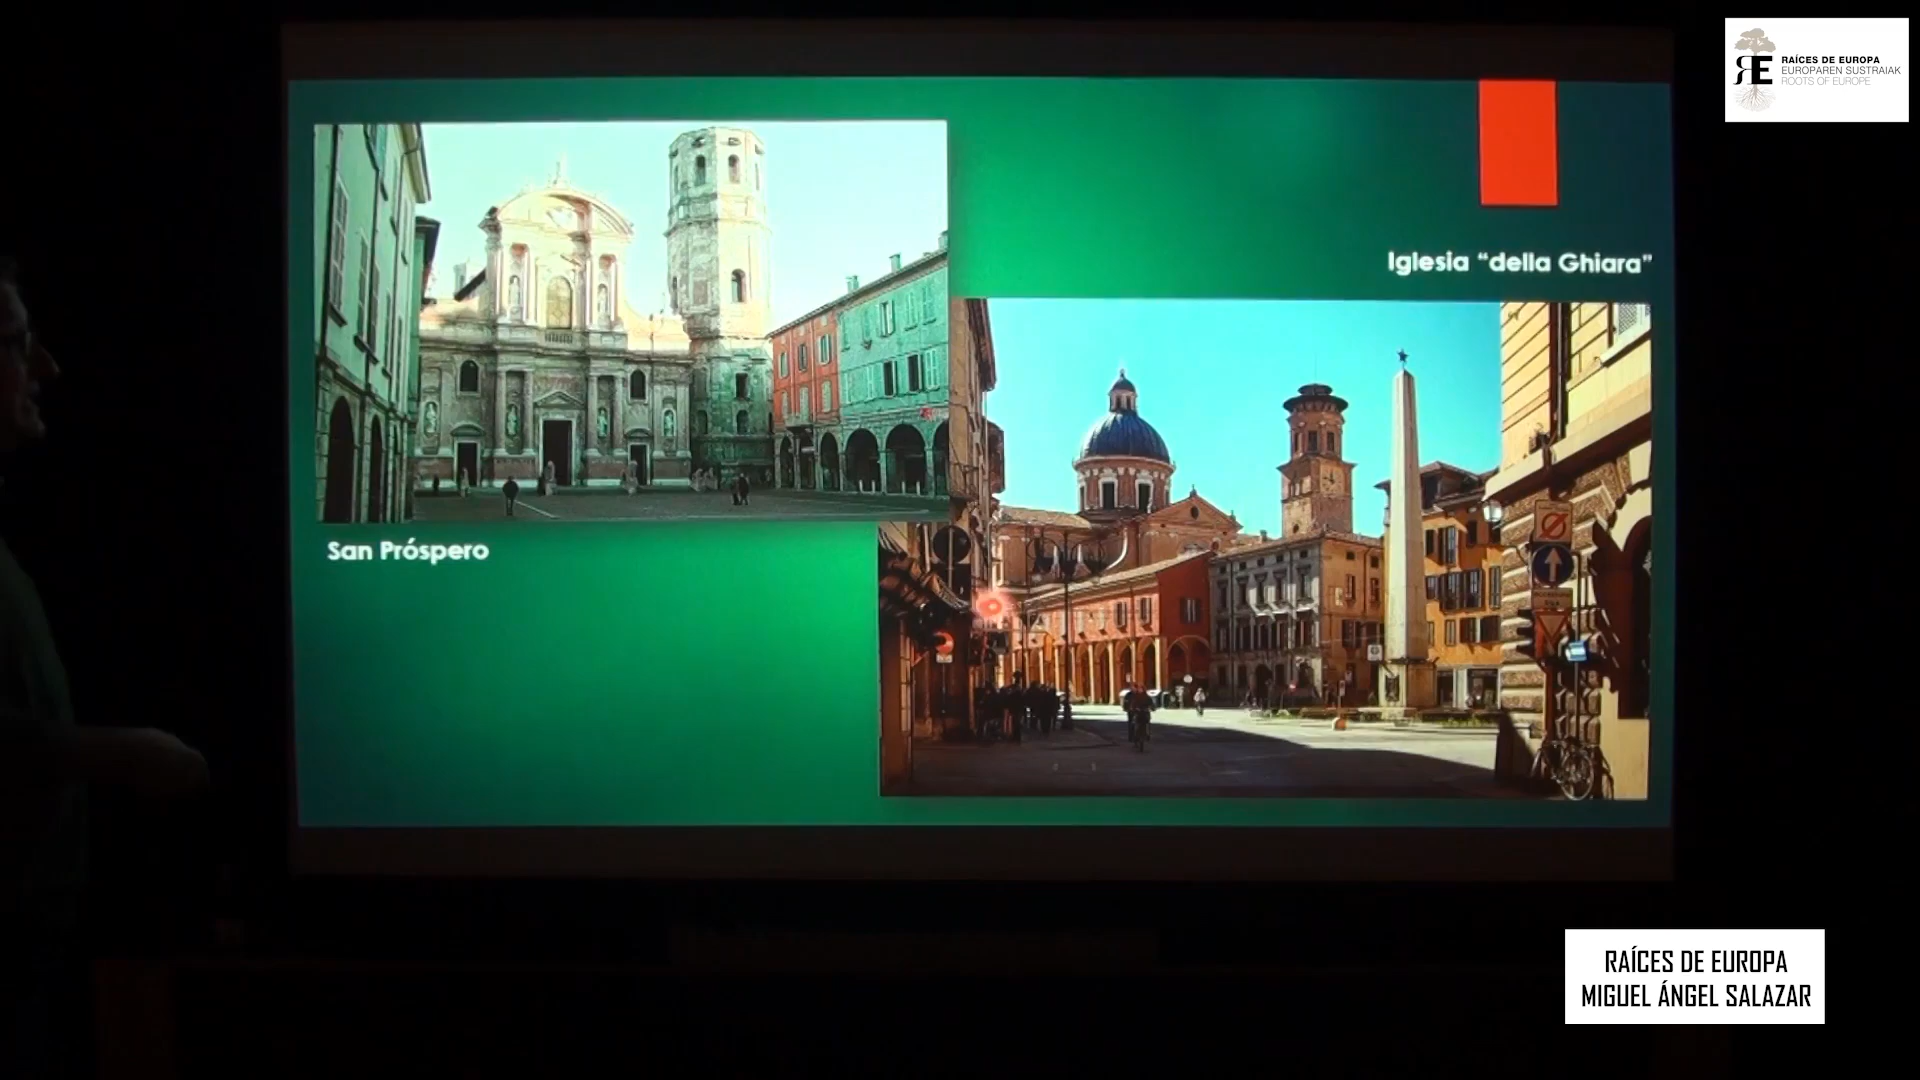 RAÍCES DE EUROPA
EUROPAREN SUSTRAIAK
ROOTS OF EUROPE
Iglesia “della Ghiara”
San Próspero
RAÍCES DE EUROPA
MIGUEL ÁNGEL SALAZAR